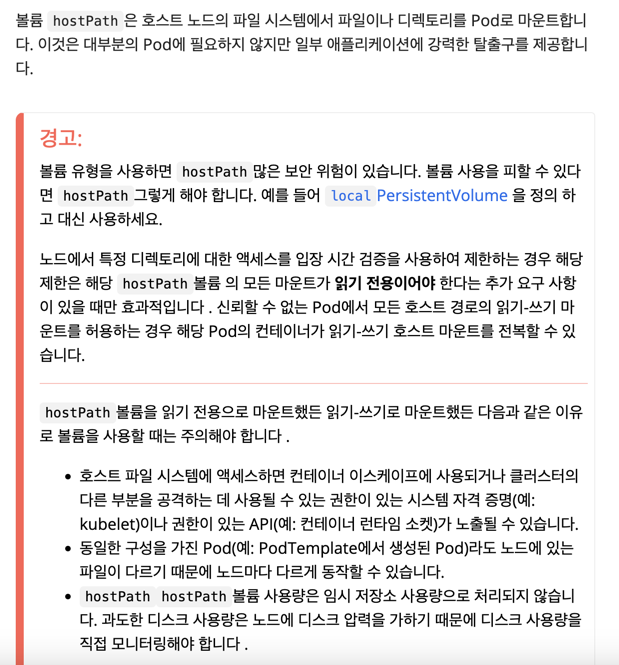 볼륨 hostPath 은 호스트 노드의 파일 시스템에서 파일이나 디렉토리를 Pod로 마운트합니
다. 이것은 대부분의 Pod에 필요하지 않지만 일부 애플리케이션에 강력한 탈출구를 제공합니
다.
경고:
볼륨 유형을 사용하면 hostPath 많은 보안 위험이 있습니다. 볼륨 사용을 피할 수 있다
면 hostPath 그렇게 해야 합니다. 예를 들어 local PersistentVolume 을 정의 하
고 대신 사용하세요.
노드에서 특정 디렉토리에 대한 액세스를 입장 시간 검증을 사용하여 제한하는 경우 해당
제한은 해당 hostPath 볼륨 의 모든 마운트가 읽기 전용이어야 한다는 추가 요구 사항
이 있을 때만 효과적입니다 . 신뢰할 수 없는 Pod에서 모든 호스트 경로의 읽기-쓰기 마
운트를 허용하는 경우 해당 Pod의 컨테이너가 읽기-쓰기 호스트 마운트를 전복할 수 있
습니다.
hostPath 볼륨을 읽기 전용으로 마운트했든 읽기-쓰기로 마운트했든 다음과 같은 이유
로 볼륨을 사용할 때는 주의해야 합니다 .
• 호스트 파일 시스템에 액세스하면 컨테이너 이스케이프에 사용되거나 클러스터의
다른 부분을 공격하는 데 사용될 수 있는 권한이 있는 시스템 자격 증명(예:
kubelet)이나 권한이 있는 API(예: 컨테이너 런타임 소켓)가 노출될 수 있습니다.
• 동일한 구성을 가진 Pod(예: PodTemplate에서 생성된 Pod)라도 노드에 있는
파일이 다르기 때문에 노드마다 다르게 동작할 수 있습니다.
• hostPath hostPath 볼륨 사용량은 임시 저장소 사용량으로 처리되지 않습니
다. 과도한 디스크 사용량은 노드에 디스크 압력을 가하기 때문에 디스크 사용량을
직접 모니터링해야 합니다 .